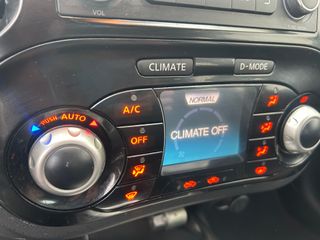 VOL
CLIMATE
D-MODE
NORMAL
PUSH AUTO
A/C
OFF
CLIMATE OFF